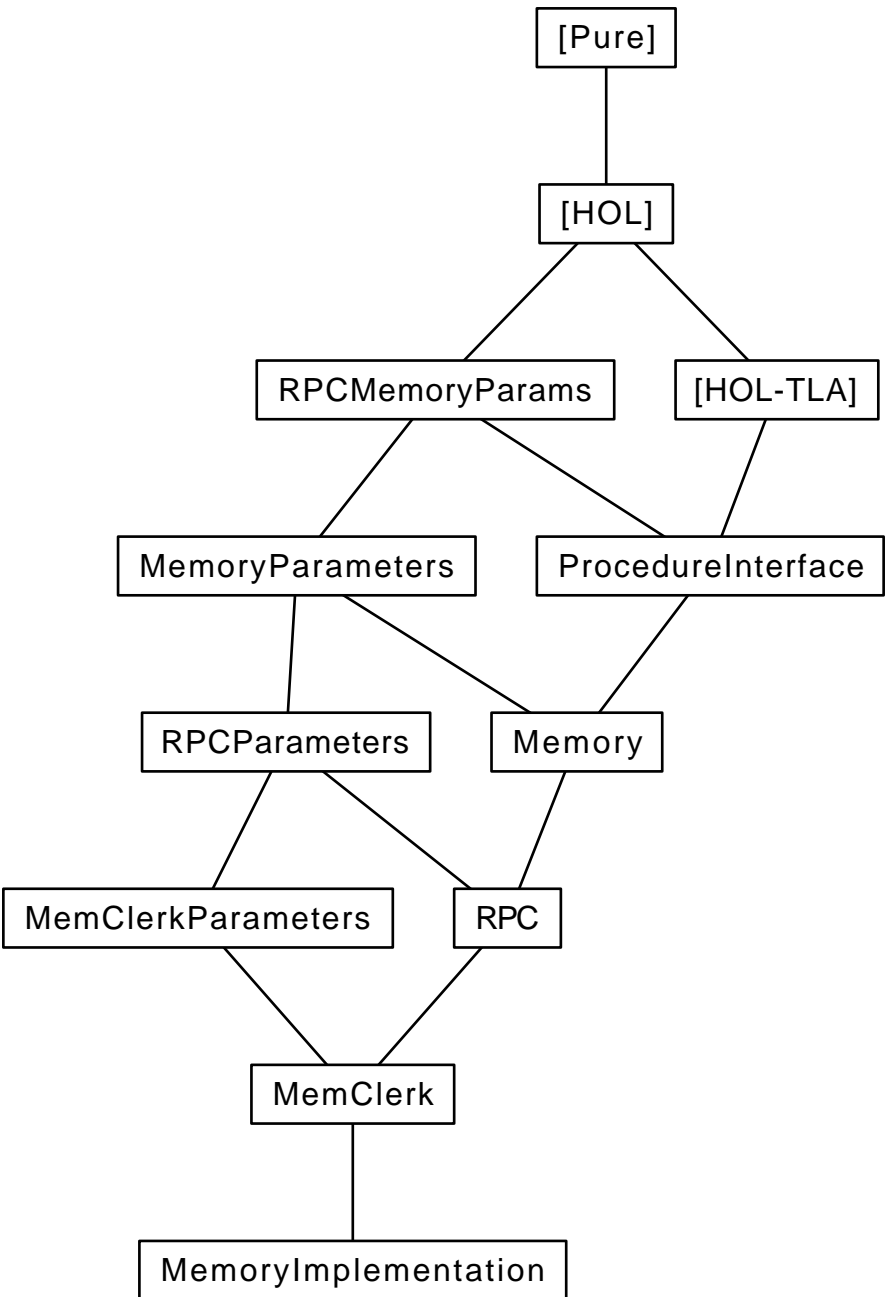 [Pure]
[HOL]
RPCMemoryParams
[HOL-TLA]
MemoryParameters
ProcedureInterface
RPCParameters
Memory
MemClerkParameters
RPC
MemClerk
MemoryImplementation